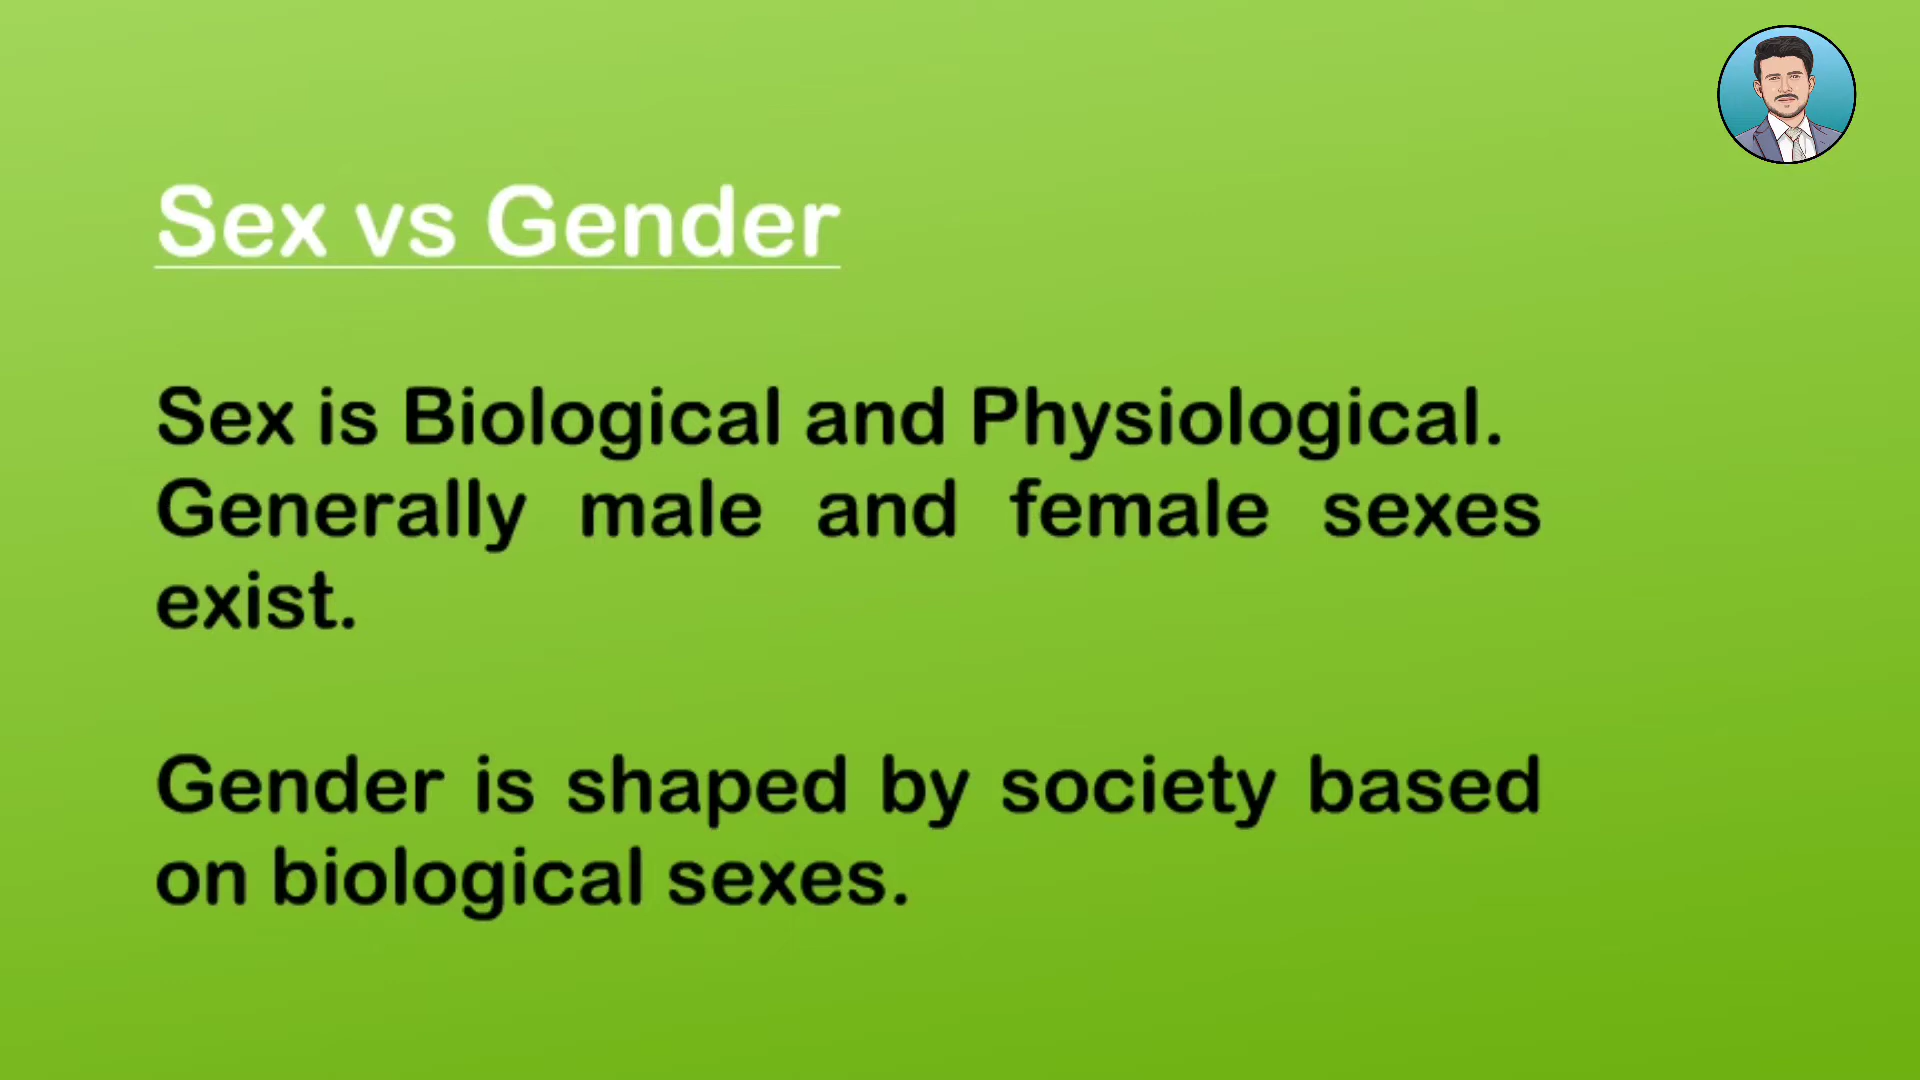 Sex vs Gender
Sex is Biological and Physiological.
Generally male and female sexes
exist.
Gender is shaped by society based
on biological sexes.